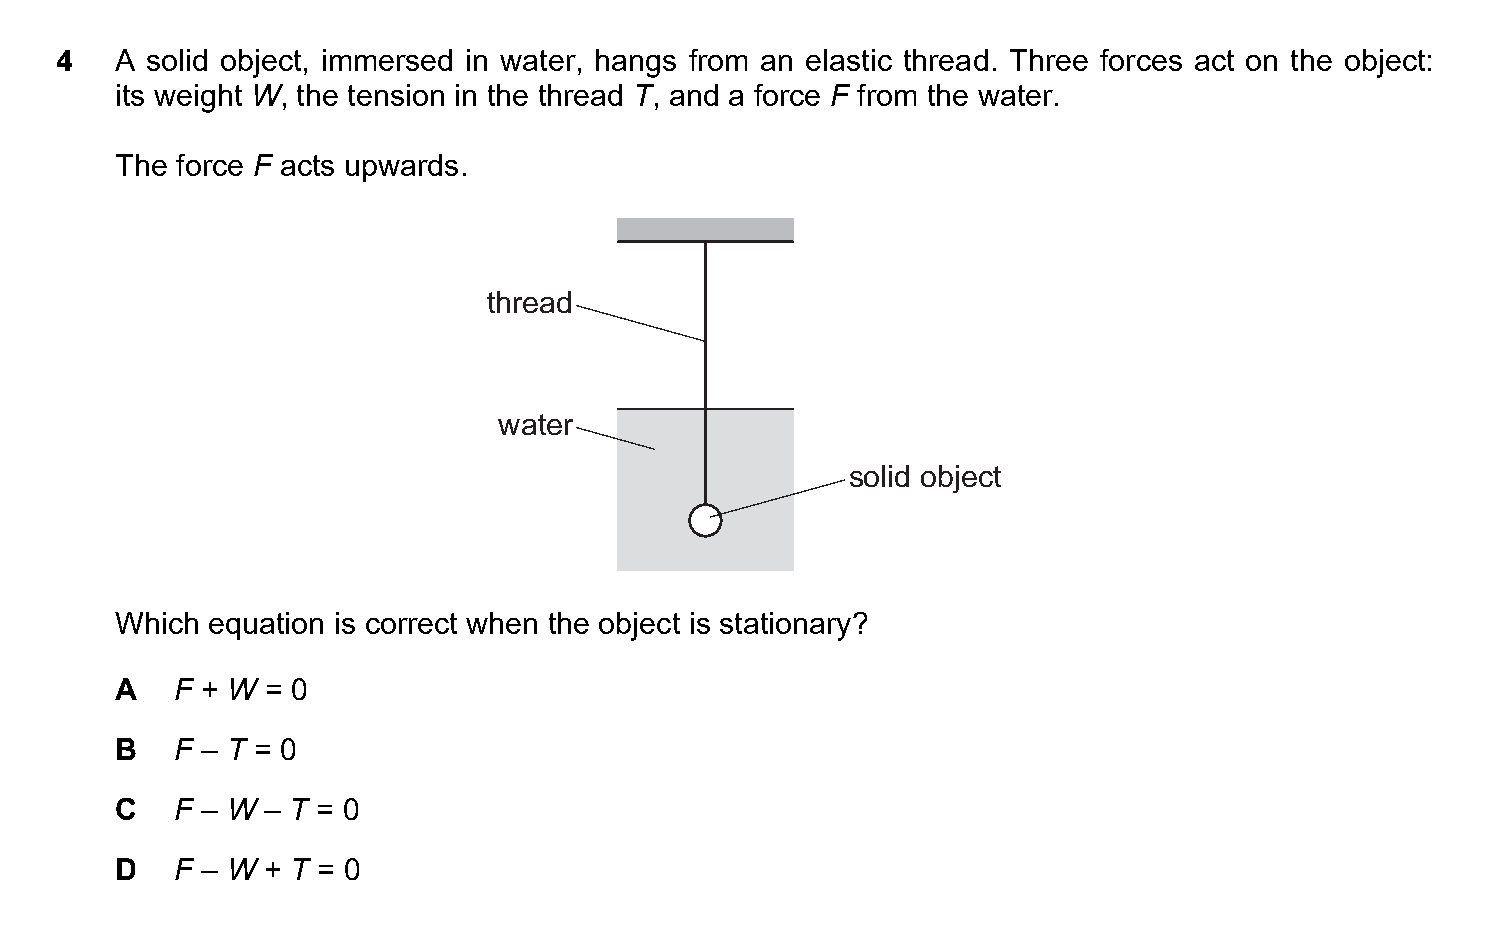 4 A solid object, immersed in water, hangs from an elastic thread. Three forces act on the object:
its weight W, the tension in the thread T, and a force F from the water.
The force F acts upwards.
thread
water
solid object
Which equation is correct when the object is stationary?
A F + W = 0
B F – T = 0
C F – W – T = 0
D F – W + T = 0